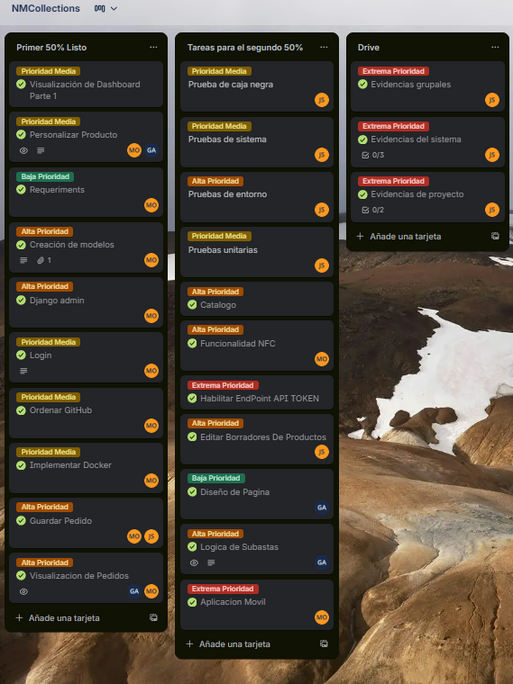 NMCollections
Primer 50% Listo
Prioridad Media
Visualización de Dashboard
Parte 1
Prioridad Media
Personalizar Producto
MO GA
Baja Prioridad
Requeriments
MO
Alta Prioridad
Creación de modelos
1
MO
Alta Prioridad
Django admin
MO
Prioridad Media
Login
MO
Prioridad Media
Ordenar GitHub
MO
Prioridad Media
Implementar Docker
MO
Alta Prioridad
Guardar Pedido
MO JS
Alta Prioridad
Visualizacion de Pedidos
GA MO
Añade una tarjeta
Tareas para el segundo 50%
Prioridad Media
Prueba de caja negra
JS
Prioridad Media
Pruebas de sistema
JS
Alta Prioridad
Pruebas de entorno
JS
Prioridad Media
Pruebas unitarias
JS
Alta Prioridad
Catalogo
Alta Prioridad
Funcionalidad NFC
MO
Extrema Prioridad
Habilitar EndPoint API TOKEN
Alta Prioridad
Editar Borradores De Productos
JS
Baja Prioridad
Diseño de Pagina
GA
Alta Prioridad
Logica de Subastas
GA
Extrema Prioridad
Aplicacion Movil
MO
Añade una tarjeta
Drive
Extrema Prioridad
Evidencias grupales
JS
Extrema Prioridad
Evidencias del sistema
0/3
JS
Extrema Prioridad
Evidencias de proyecto
0/2
JS
Añade una tarjeta